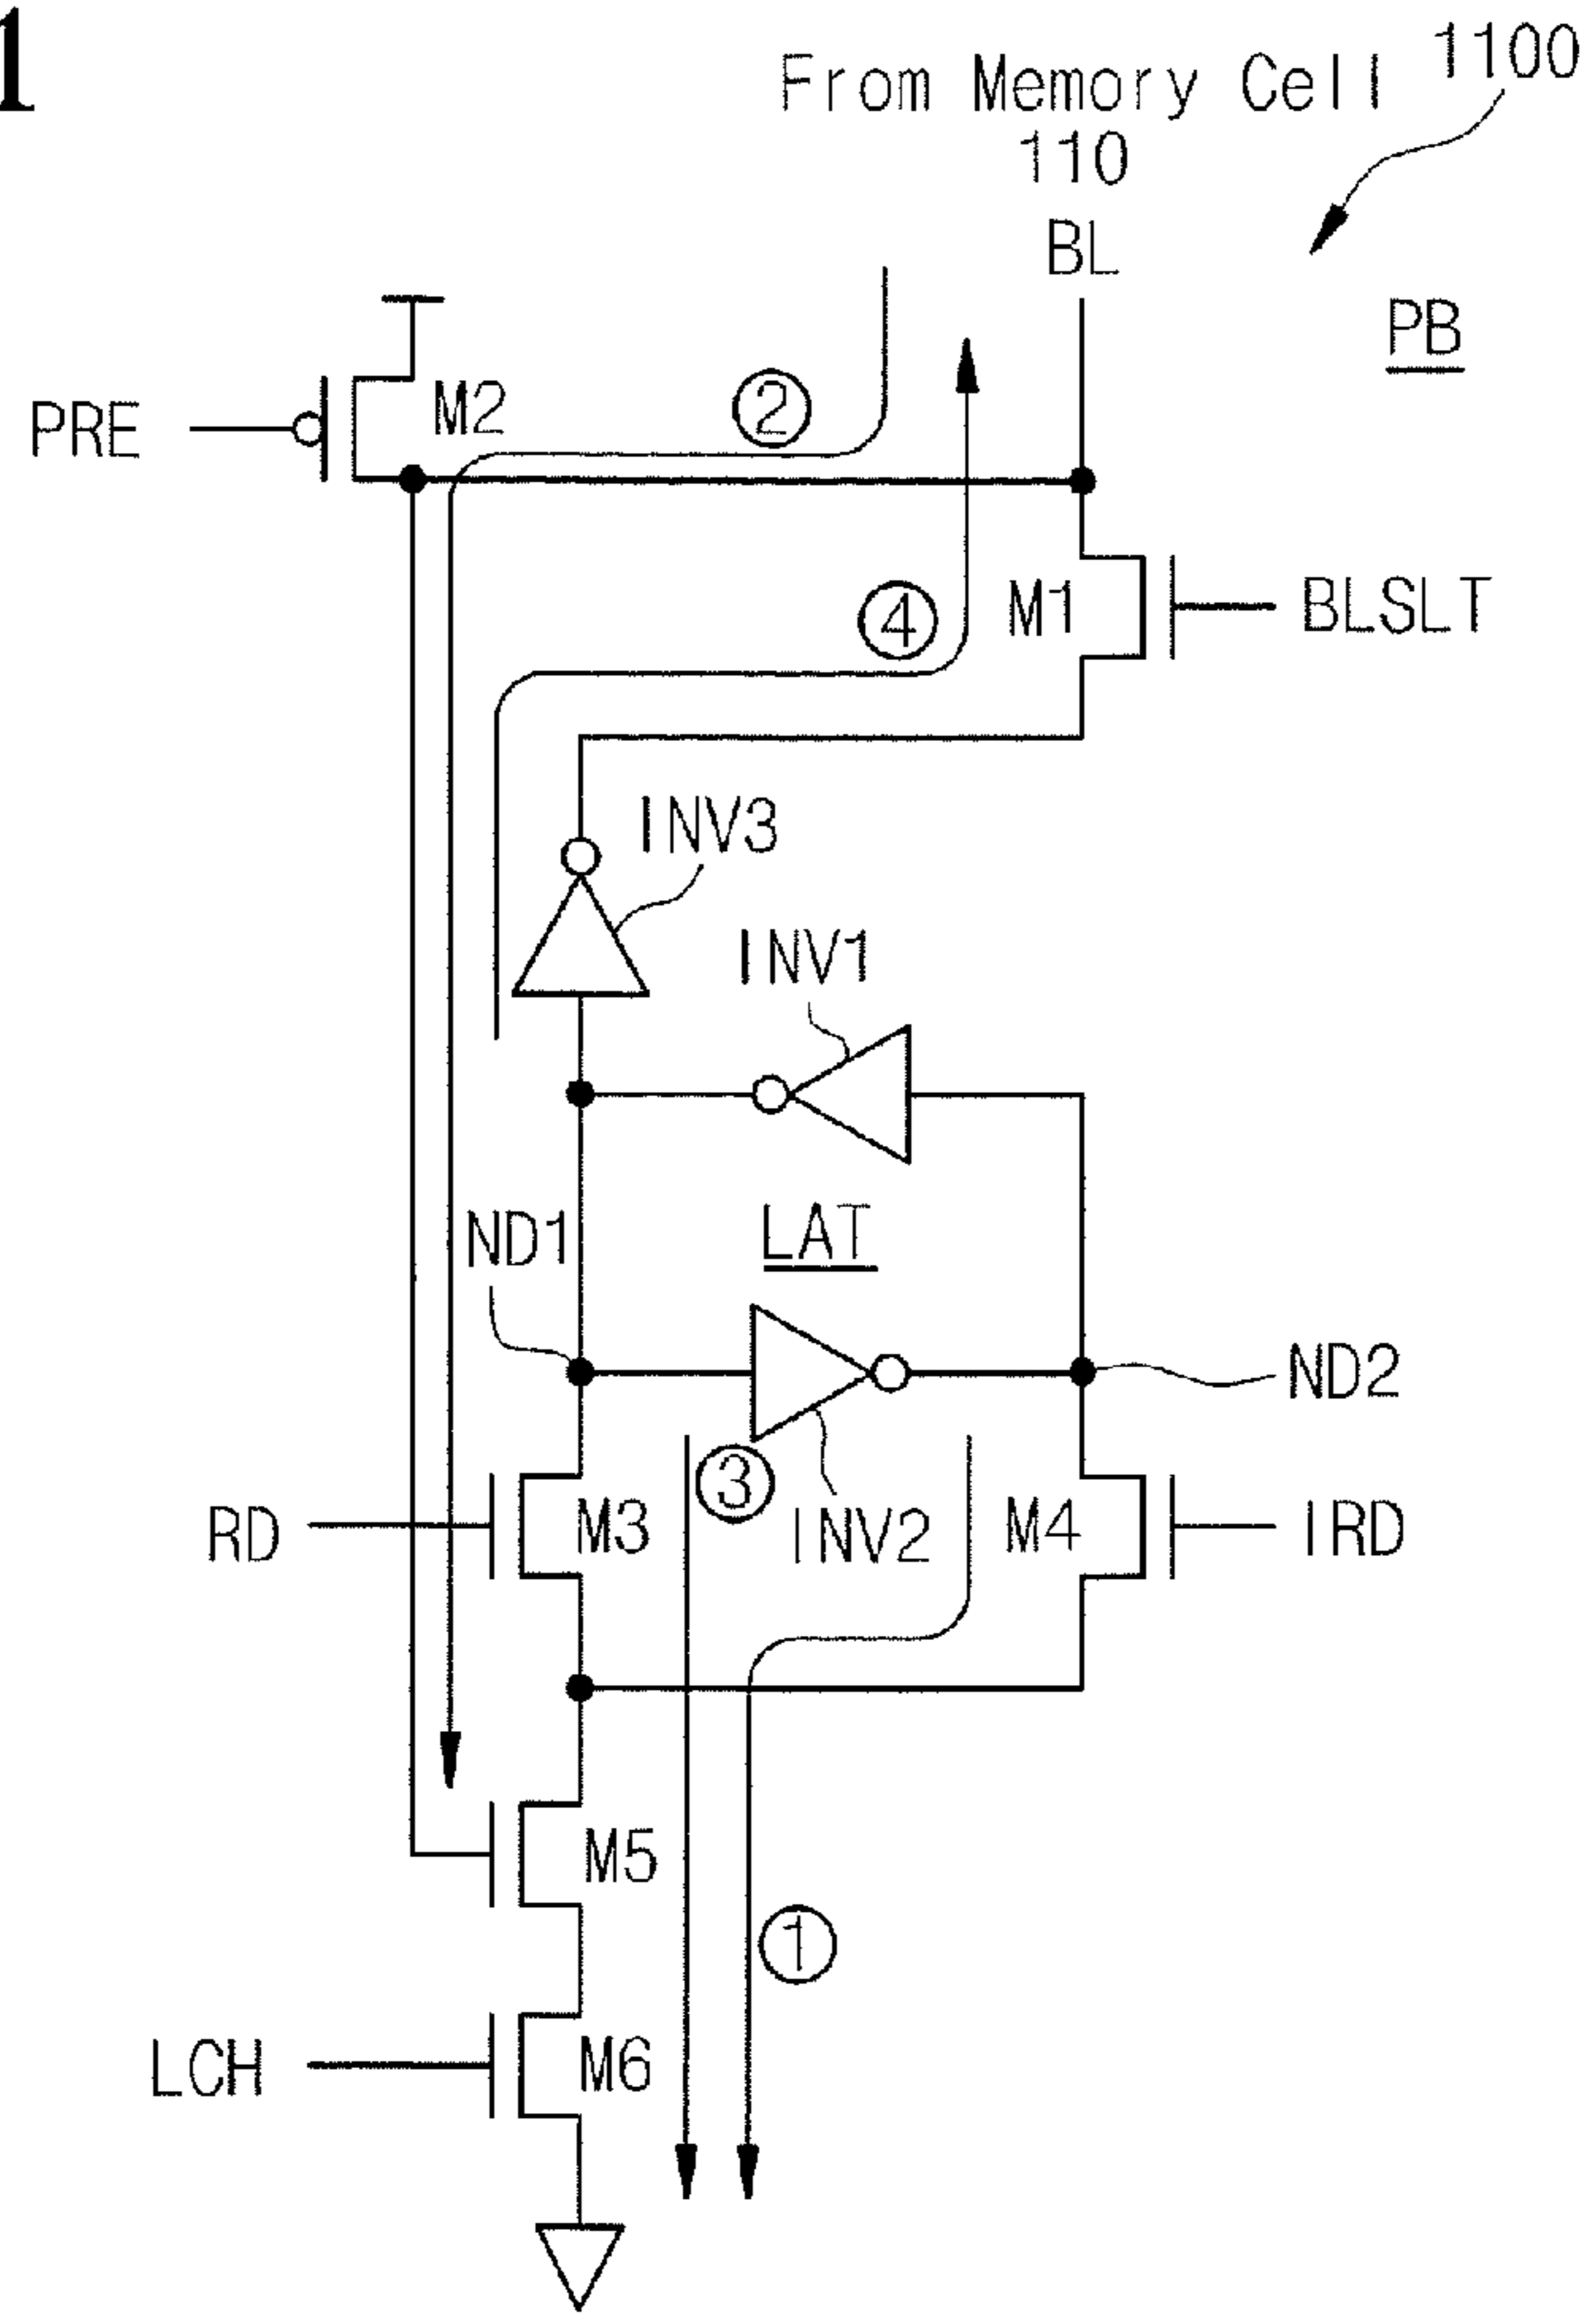 1
From Memory Cell
110
1100
BL
PB
PRE
M2
②
④
M1
BLSLT
INV3
INV1
ND1
LAT
ND2
③
RD
M3
INV2
M4
IRD
M5
①
LCH
M6